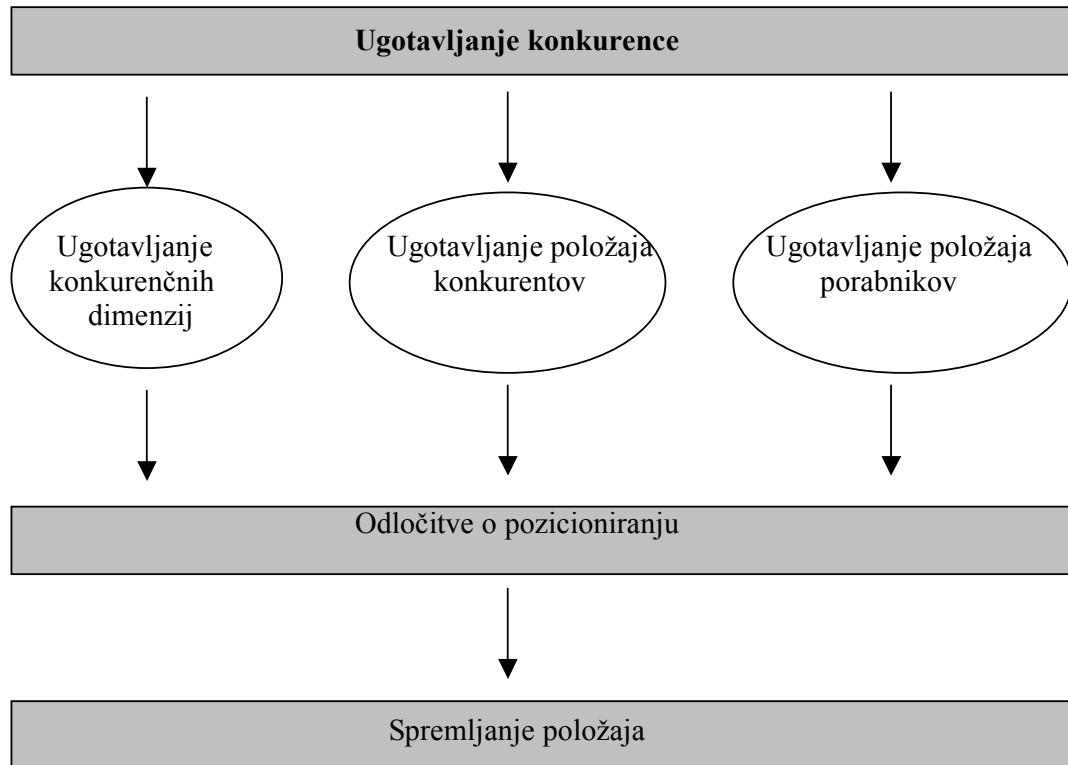 Ugotavljanje konkurence
Ugotavljanje
konkurenčnih
dimenzij
Ugotavljanje položaja
konkurentov
Ugotavljanje položaja
porabnikov
Odločitve o pozicioniranju
Spremljanje položaja